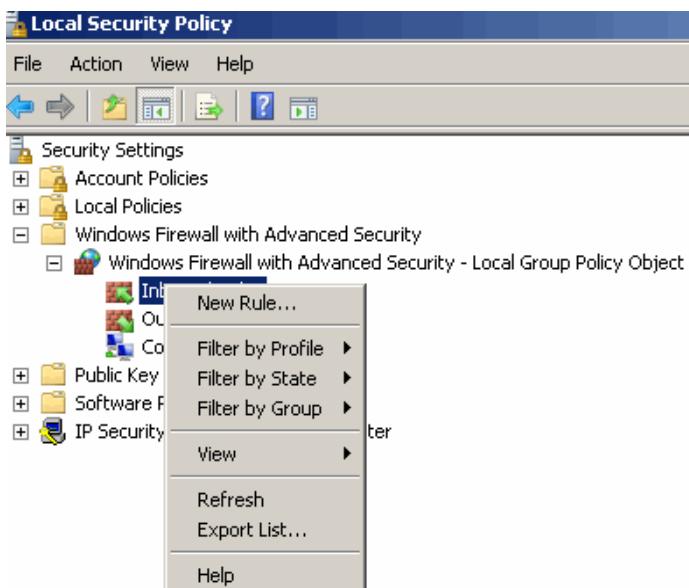 Local Security Policy
File Action View Help
Security Settings
Account Policies
Local Policies
Windows Firewall with Advanced Security
Windows Firewall with Advanced Security - Local Group Policy Object
New Rule...
Ou
Filter by Profile
Co
Public Key
Filter by State
Software
Filter by Group
IP Security
ter
View
Refresh
Export List...
Help